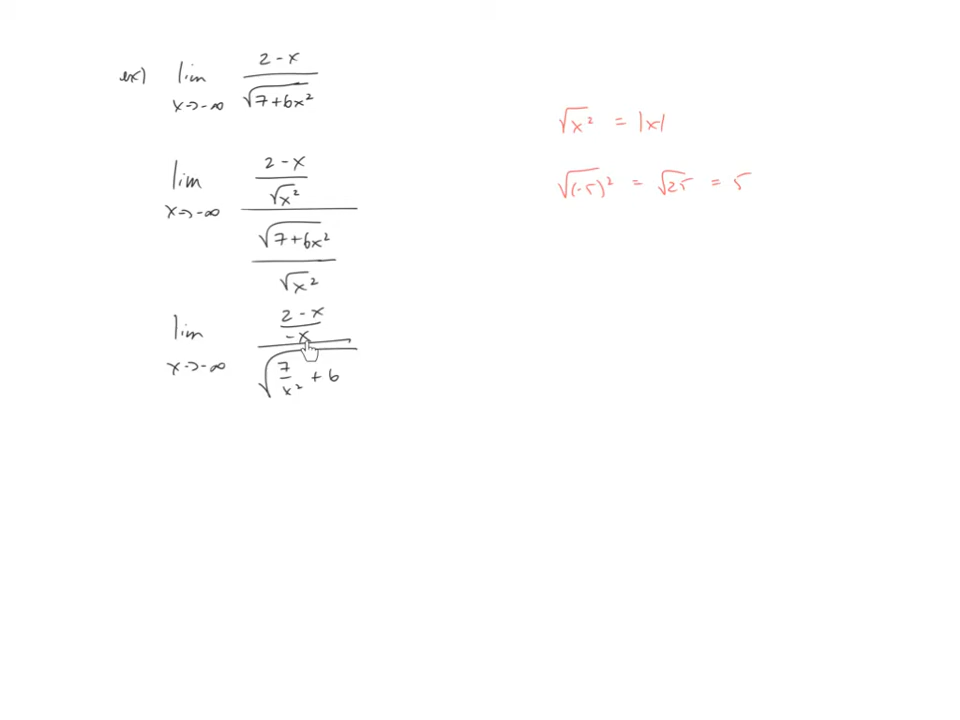 ex) lim x→-∞ (2 - x)/√(7 + 6x²)
lim x→-∞ ((2 - x)/√x²)/(√(7 + 6x²)/√x²)
lim x→-∞ ((2 - x)/(-x))/√(7/x² + 6)
√x² = |x|
√(-5)² = √25 = 5